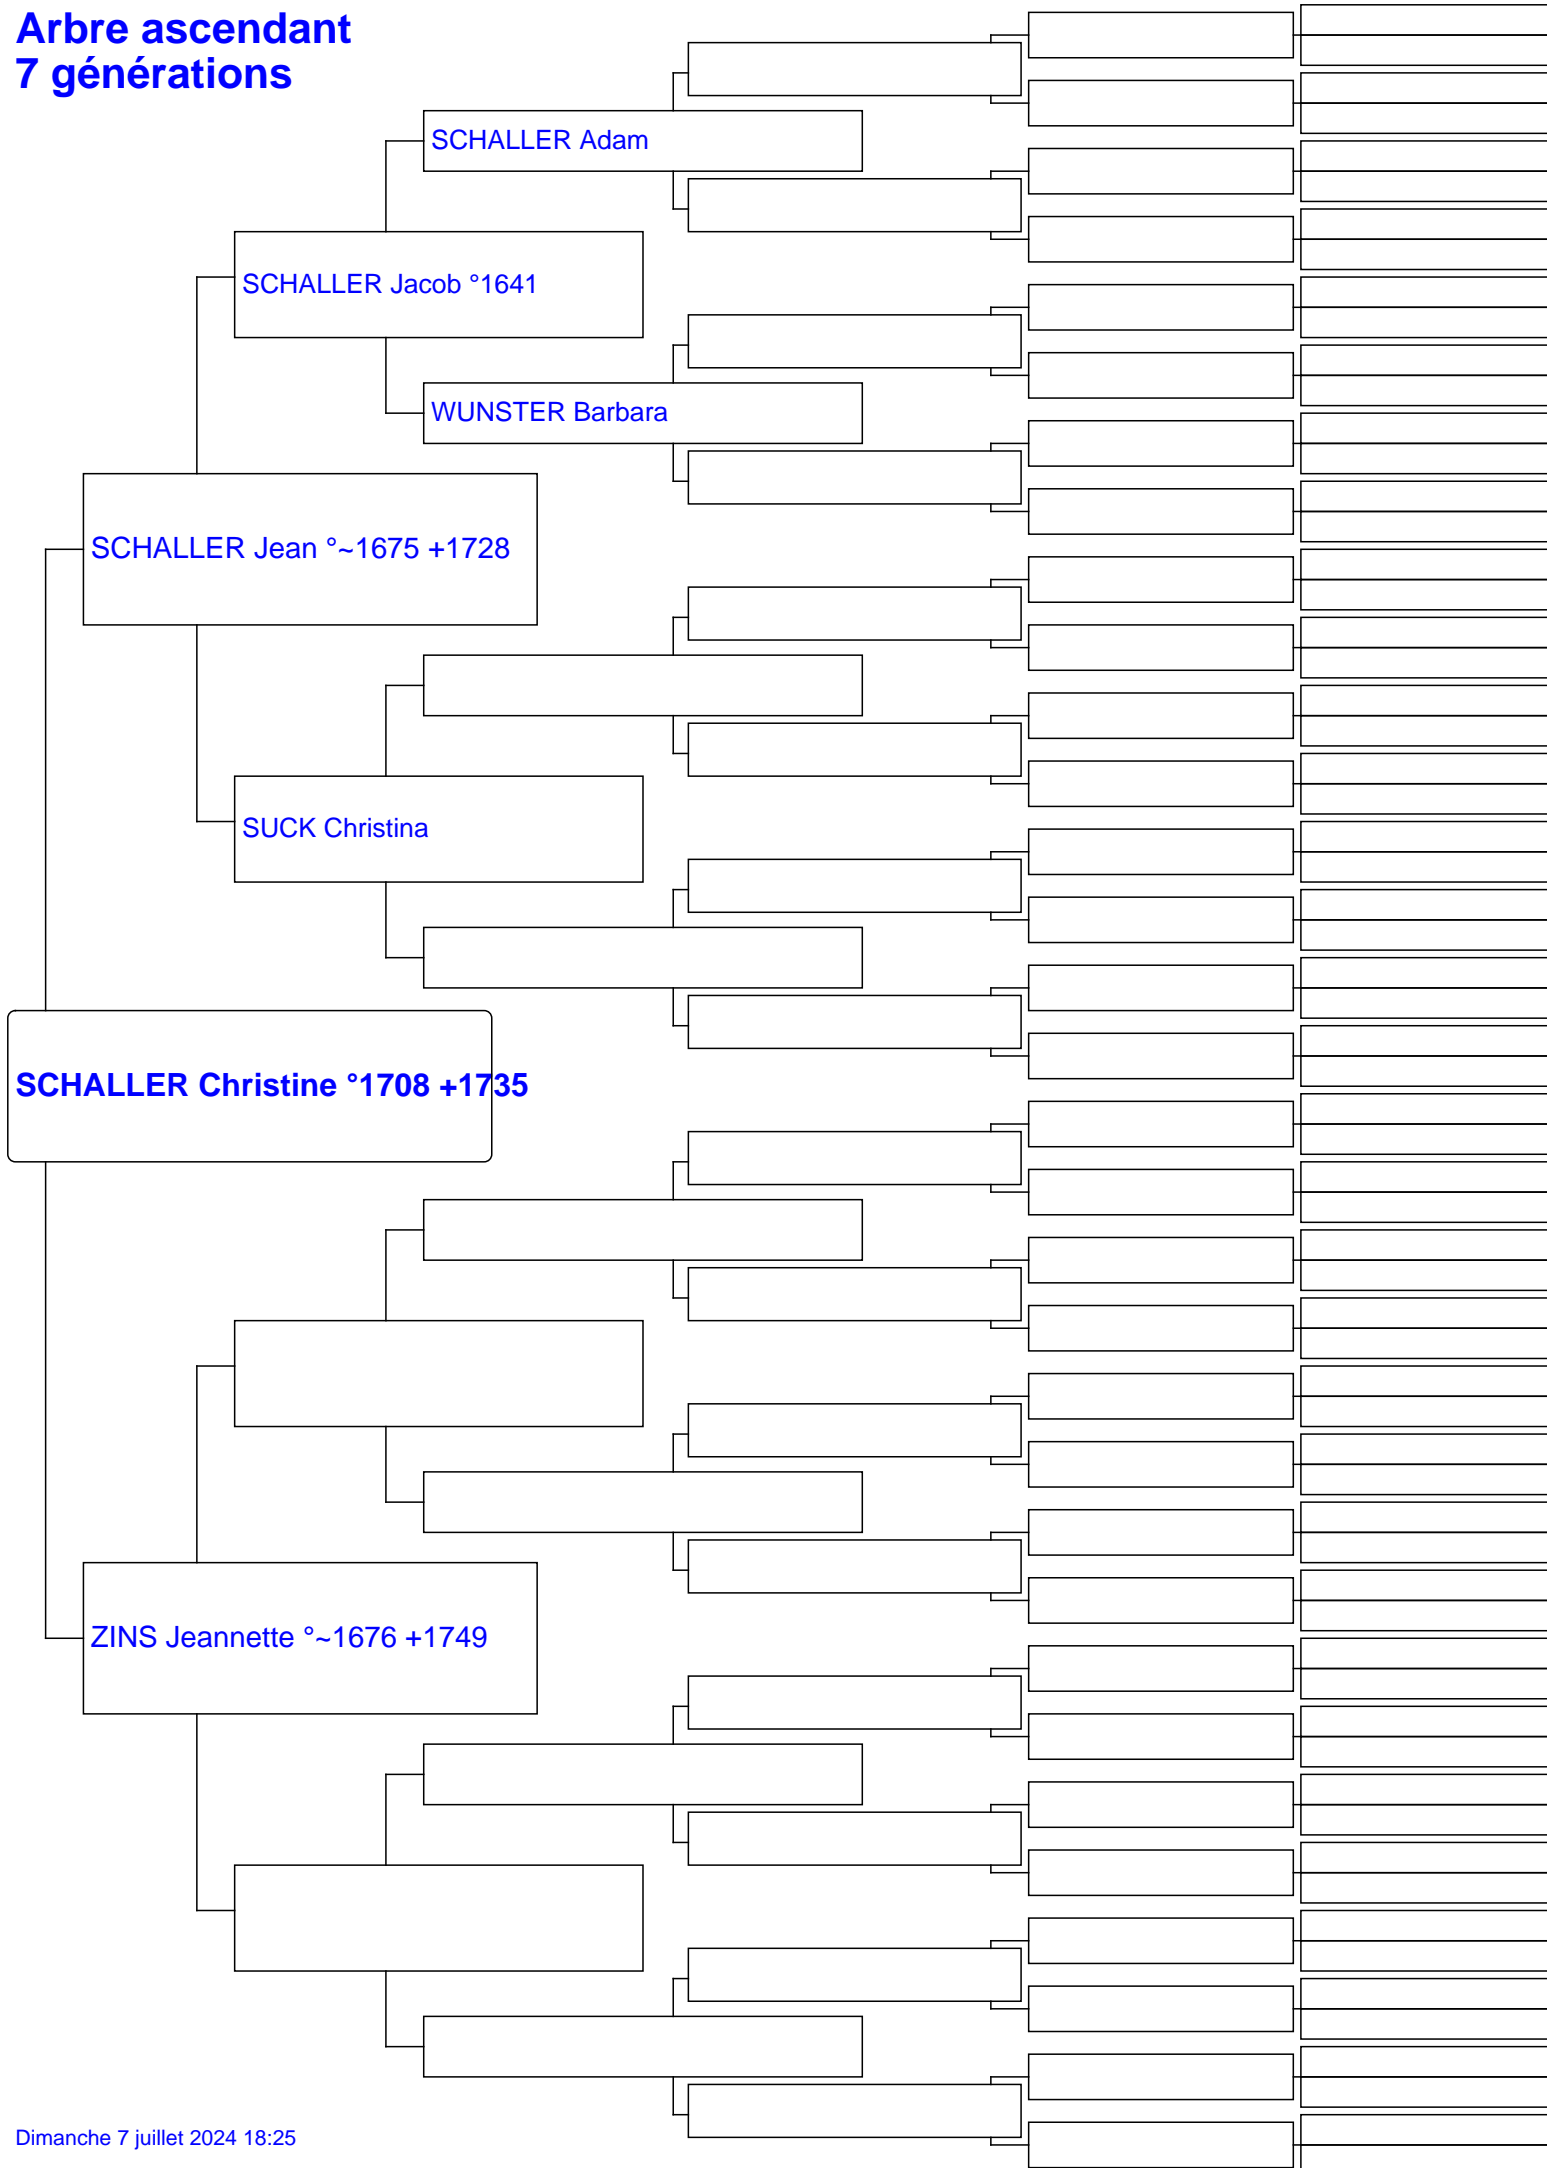 Arbre ascendant
7 générations
SCHALLER Adam
SCHALLER Jacob °1641
WUNSTER Barbara
SCHALLER Jean °~1675 +1728
SUCK Christina
SCHALLER Christine °1708 +1735
ZINS Jeannette °~1676 +1749
Dimanche 7 juillet 2024 18:25